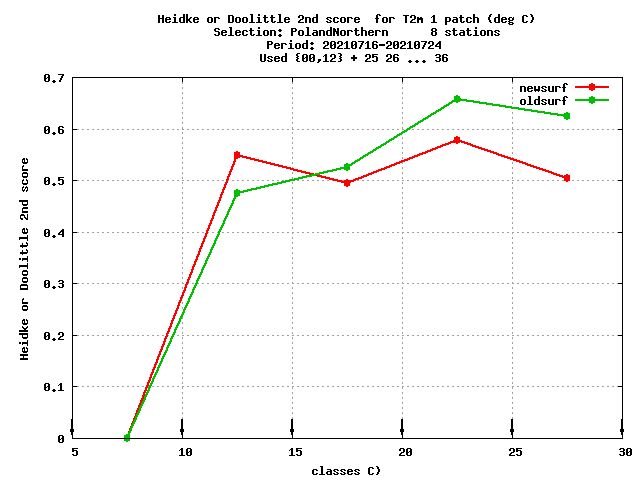 Heidke or Doolittle 2nd score  for T2m 1 patch (deg C)
Selection: PolandNorthern      8 stations
Period: 20210716-20210724
Used {00,12} + 25 26 ... 36
newsurf
oldsurf
Heidke or Doolittle 2nd score
0.7
0.6
0.5
0.4
0.3
0.2
0.1
0
5 10 15 20 25 30
classes C)